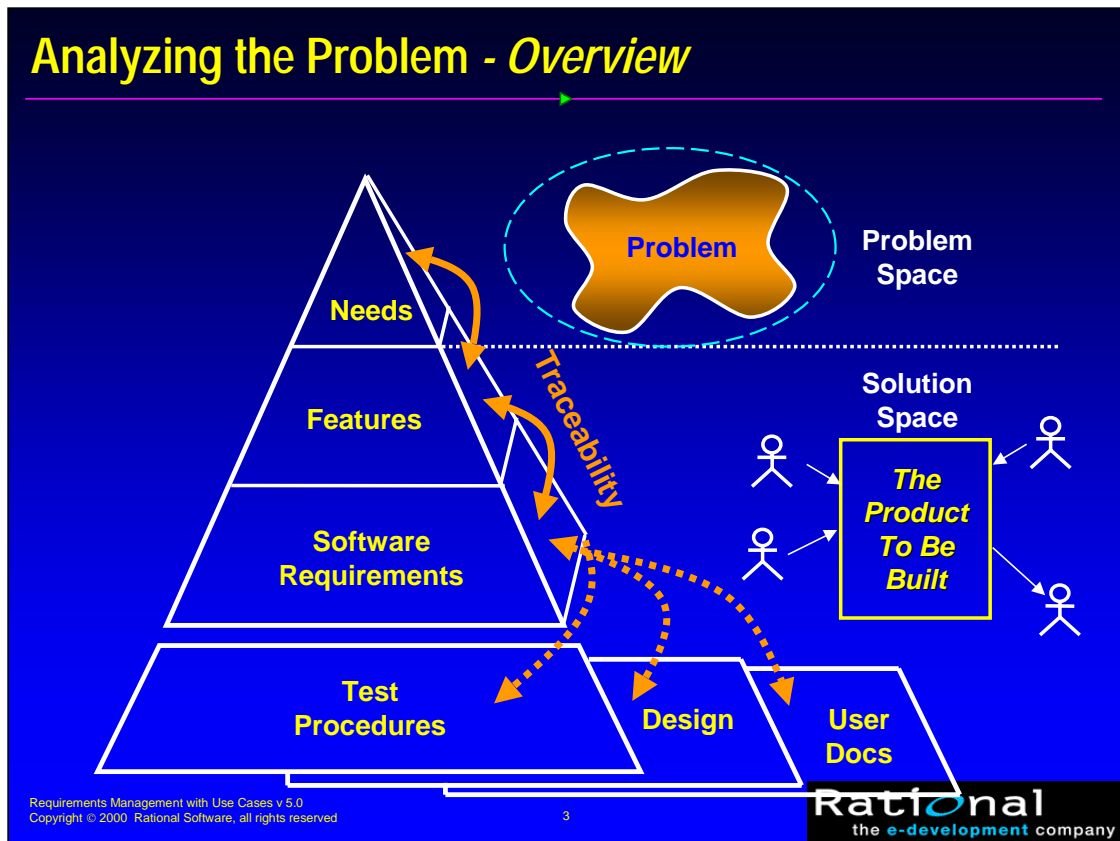 Analyzing the Problem - Overview
Problem
Problem
Space
Needs
Traceability
Features
Solution
Space
The
Product
To Be
Built
Software
Requirements
Test
Procedures
Design
User
Docs
Requirements Management with Use Cases v 5.0
Copyright © 2000 Rational Software, all rights reserved
3
Rational
the e-development company